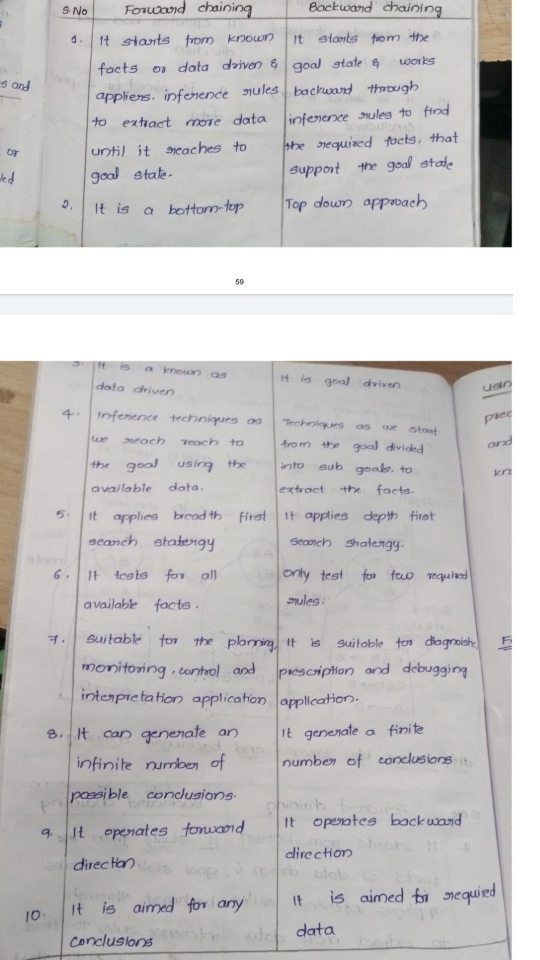 S.No Forward chaining Backward chaining
1. It starts from known It starts from the
facts or data driven & goal state & works
appliers. inference rules backward through
to extract more data inference rules to find
until it reaches to the required facts. that
goal state. support the goal state
2. It is a bottom-top Top down approach
s and
or
led
59
3. It is a known as It is goal driven
data driven
4. Inference techniques as Techniques as we start
we reach reach to from the goal divided
the goal using the into sub goals. to
available data. extract the facts.
5. It applies breadth first It applies depth first
search statergy search shatergy.
6. It tests for all Only test for few required
available facts. rules.
7. suitable for the planning, It is suitable for
monitoring, control and prescription and debugging
interpretation application application.
8. It can generate an It generate a finite
infinite number of number of conclusions
possible conclusions.
9. It operates forward It operates backward
direction direction
10. It is aimed for any It is aimed for required
conclusions data
usin
prec
and